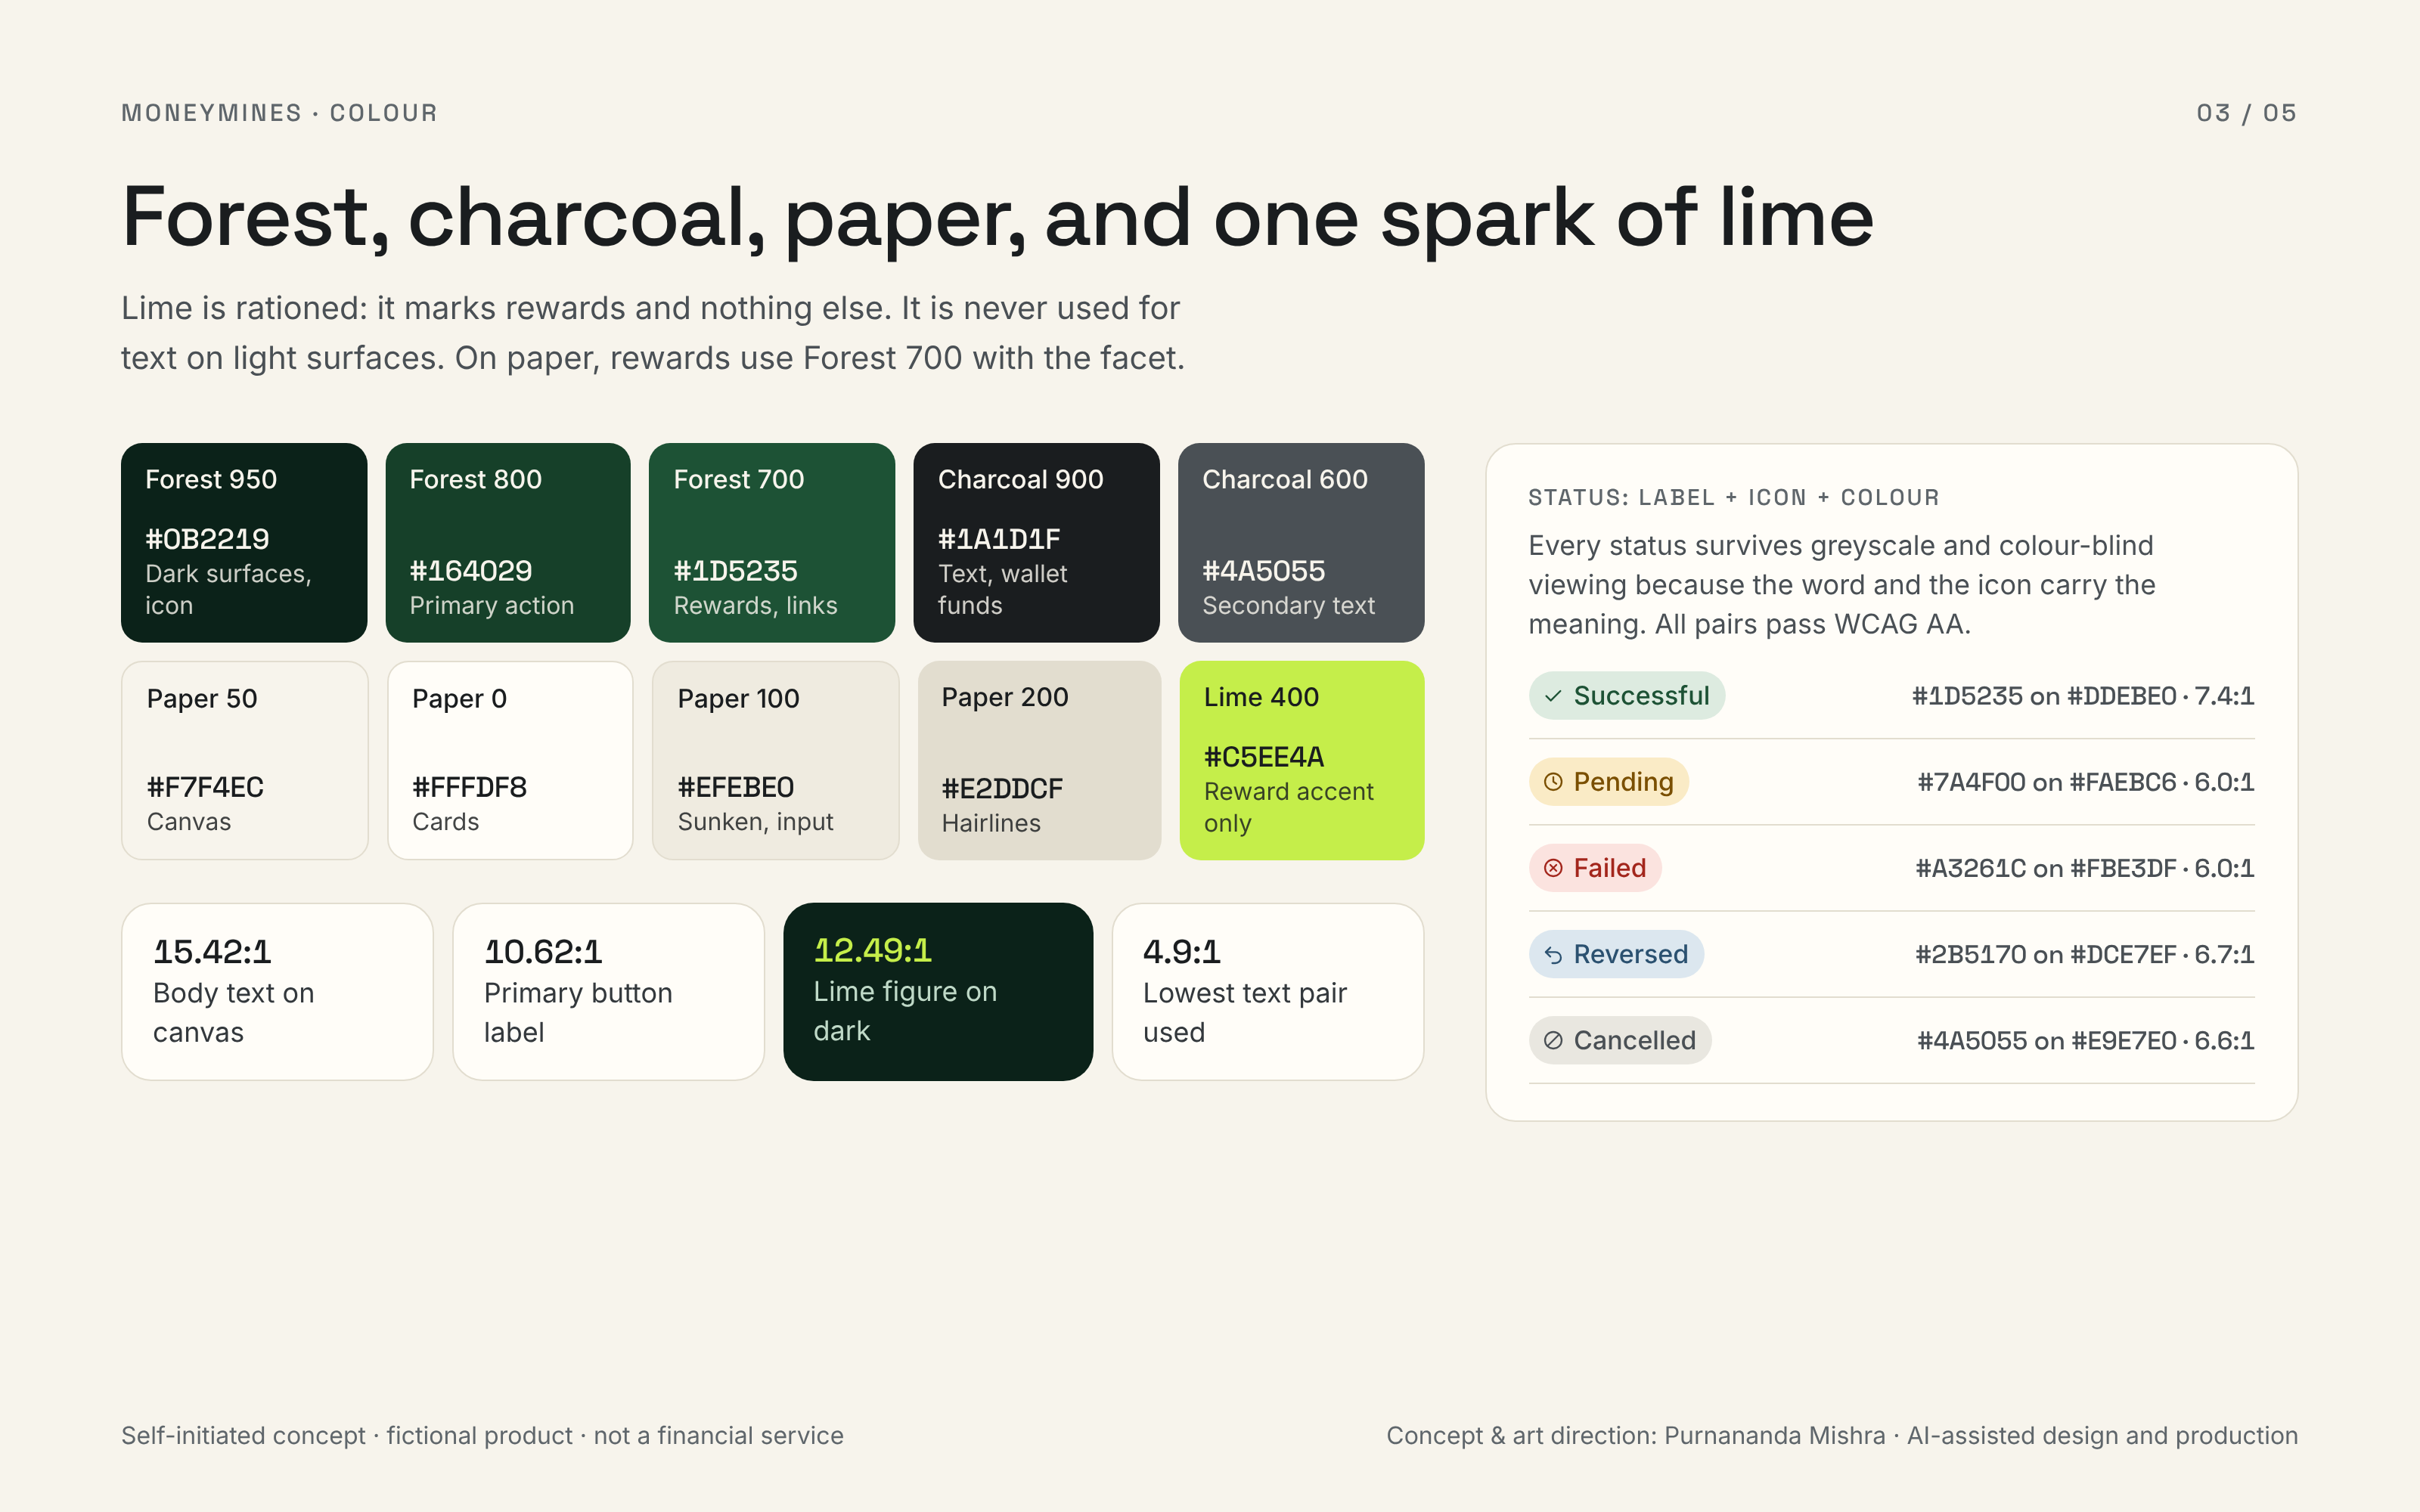 MONEYMINES · COLOUR
03 / 05
Forest, charcoal, paper, and one spark of lime
Lime is rationed: it marks rewards and nothing else. It is never used for
text on light surfaces. On paper, rewards use Forest 700 with the facet.
Forest 950
#0B2219
Dark surfaces,
icon
Forest 800
#164029
Primary action
Forest 700
#1D5235
Rewards, links
Charcoal 900
#1A1D1F
Text, wallet
funds
Charcoal 600
#4A5055
Secondary text
Paper 50
#F7F4EC
Canvas
Paper 0
#FFFDF8
Cards
Paper 100
#EFEBE0
Sunken, input
Paper 200
#E2DDCF
Hairlines
Lime 400
#C5EE4A
Reward accent
only
15.42:1
Body text on
canvas
10.62:1
Primary button
label
12.49:1
Lime figure on
dark
4.9:1
Lowest text pair
used
STATUS: LABEL + ICON + COLOUR
Every status survives greyscale and colour-blind
viewing because the word and the icon carry the
meaning. All pairs pass WCAG AA.
Successful
#1D5235 on #DDEBE0 · 7.4:1
Pending
#7A4F00 on #FAEBC6 · 6.0:1
Failed
#A3261C on #FBE3DF · 6.0:1
Reversed
#2B5170 on #DCE7EF · 6.7:1
Cancelled
#4A5055 on #E9E7E0 · 6.6:1
Self-initiated concept · fictional product · not a financial service
Concept & art direction: Purnananda Mishra · AI-assisted design and production